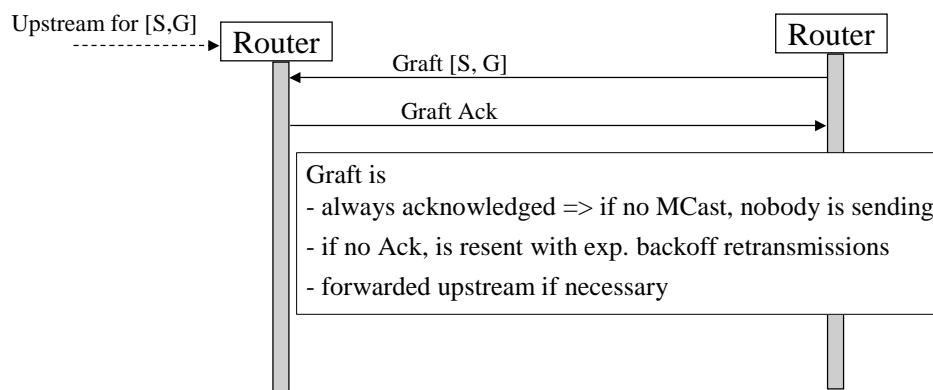 Upstream for [S,G]
Router
Router
Graft [S, G]
Graft Ack
Graft is
- always acknowledged => if no MCast, nobody is sending
- if no Ack, is resent with exp. backoff retransmissions
- forwarded upstream if necessary